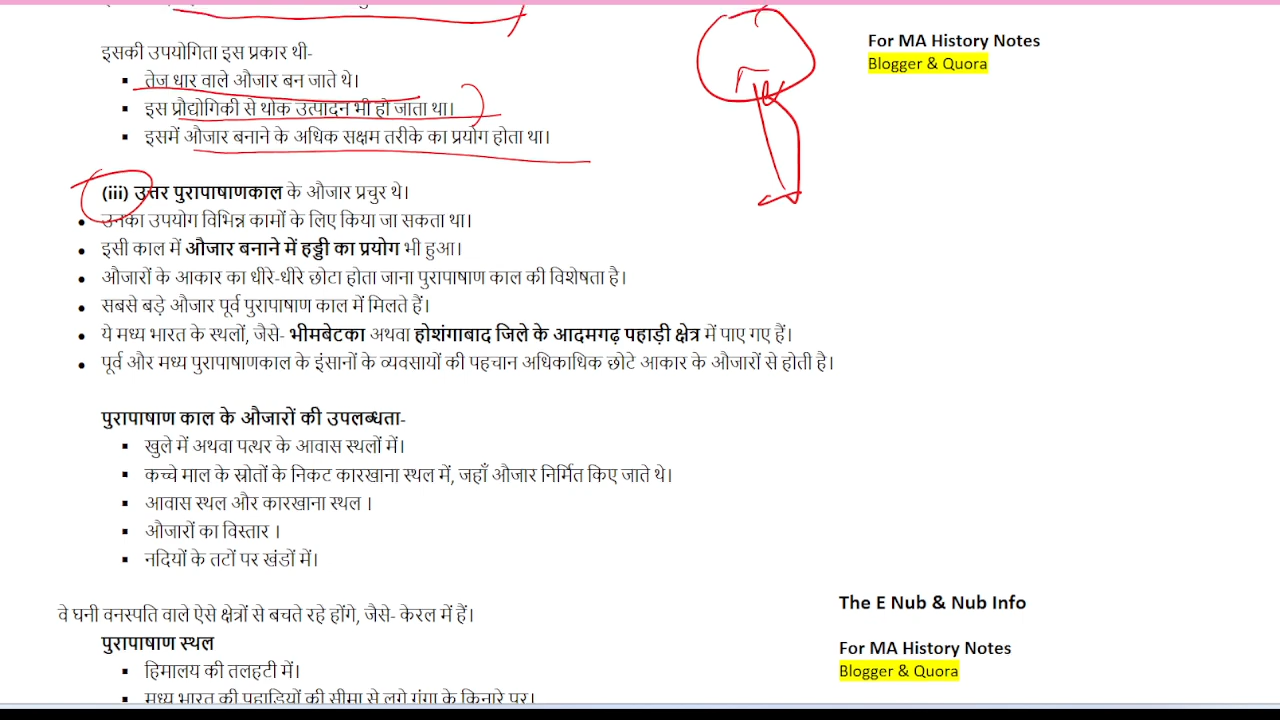 इसकी उपयोगिता इस प्रकार थी-
▪ तेज धार वाले औजार बन जाते थे।
▪ इस प्रौद्योगिकी से थोक उत्पादन भी हो जाता था।
▪ इसमें औजार बनाने के अधिक सक्षम तरीके का प्रयोग होता था।
For MA History Notes
Blogger & Quora
(iii) उत्तर पुरापाषाणकाल के औजार प्रचुर थे।
• उनका उपयोग विभिन्न कामों के लिए किया जा सकता था।
• इसी काल में औजार बनाने में हड्डी का प्रयोग भी हुआ।
• औजारों के आकार का धीरे-धीरे छोटा होता जाना पुरापाषाण काल की विशेषता है।
• सबसे बड़े औजार पूर्व पुरापाषाण काल में मिलते हैं।
• ये मध्य भारत के स्थलों, जैसे- भीमबेटका अथवा होशंगाबाद जिले के आदमगढ़ पहाड़ी क्षेत्र में पाए गए हैं।
• पूर्व और मध्य पुरापाषाणकाल के इंसानों के व्यवसायों की पहचान अधिकाधिक छोटे आकार के औजारों से होती है।
पुरापाषाण काल के औजारों की उपलब्धता-
▪ खुले में अथवा पत्थर के आवास स्थलों में।
▪ कच्चे माल के स्रोतों के निकट कारखाना स्थल में, जहाँ औजार निर्मित किए जाते थे।
▪ आवास स्थल और कारखाना स्थल ।
▪ औजारों का विस्तार ।
▪ नदियों के तटों पर खंडों में।
वे घनी वनस्पति वाले ऐसे क्षेत्रों से बचते रहे होंगे, जैसे- केरल में हैं।
पुरापाषाण स्थल
▪ हिमालय की तलहटी में।
▪ मध्य भारत की पहाड़ियों की सीमा से लगे गंगा के किनारे पर।
The E Nub & Nub Info
For MA History Notes
Blogger & Quora